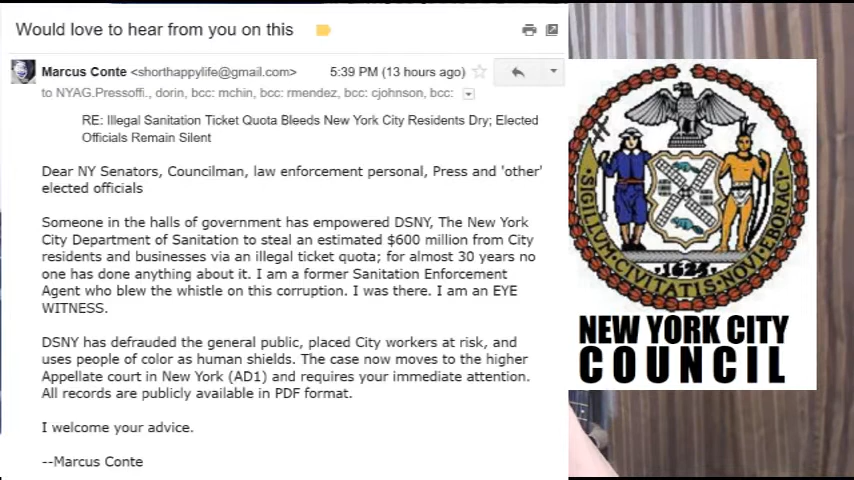 Would love to hear from you on this
Marcus Conte <shorthappylife@gmail.com> 5:39 PM (13 hours ago)
to NYAG.Pressoffi., dorin, bcc: mchin, bcc: rmendez, bcc: cjohnson, bcc:
RE: Illegal Sanitation Ticket Quota Bleeds New York City Residents Dry; Elected
Officials Remain Silent
Dear NY Senators, Councilman, law enforcement personal, Press and 'other'
elected officials
Someone in the halls of government has empowered DSNY, The New York
City Department of Sanitation to steal an estimated $600 million from City
residents and businesses via an illegal ticket quota; for almost 30 years no
one has done anything about it. I am a former Sanitation Enforcement
Agent who blew the whistle on this corruption. I was there. I am an EYE
WITNESS.
DSNY has defrauded the general public, placed City workers at risk, and
uses people of color as human shields. The case now moves to the higher
Appellate court in New York (AD1) and requires your immediate attention.
All records are publicly available in PDF format.
I welcome your advice.
--Marcus Conte
SIGILLUM CIVITATIS NOVI EBORACI
1625
NEW YORK CITY
COUNCIL